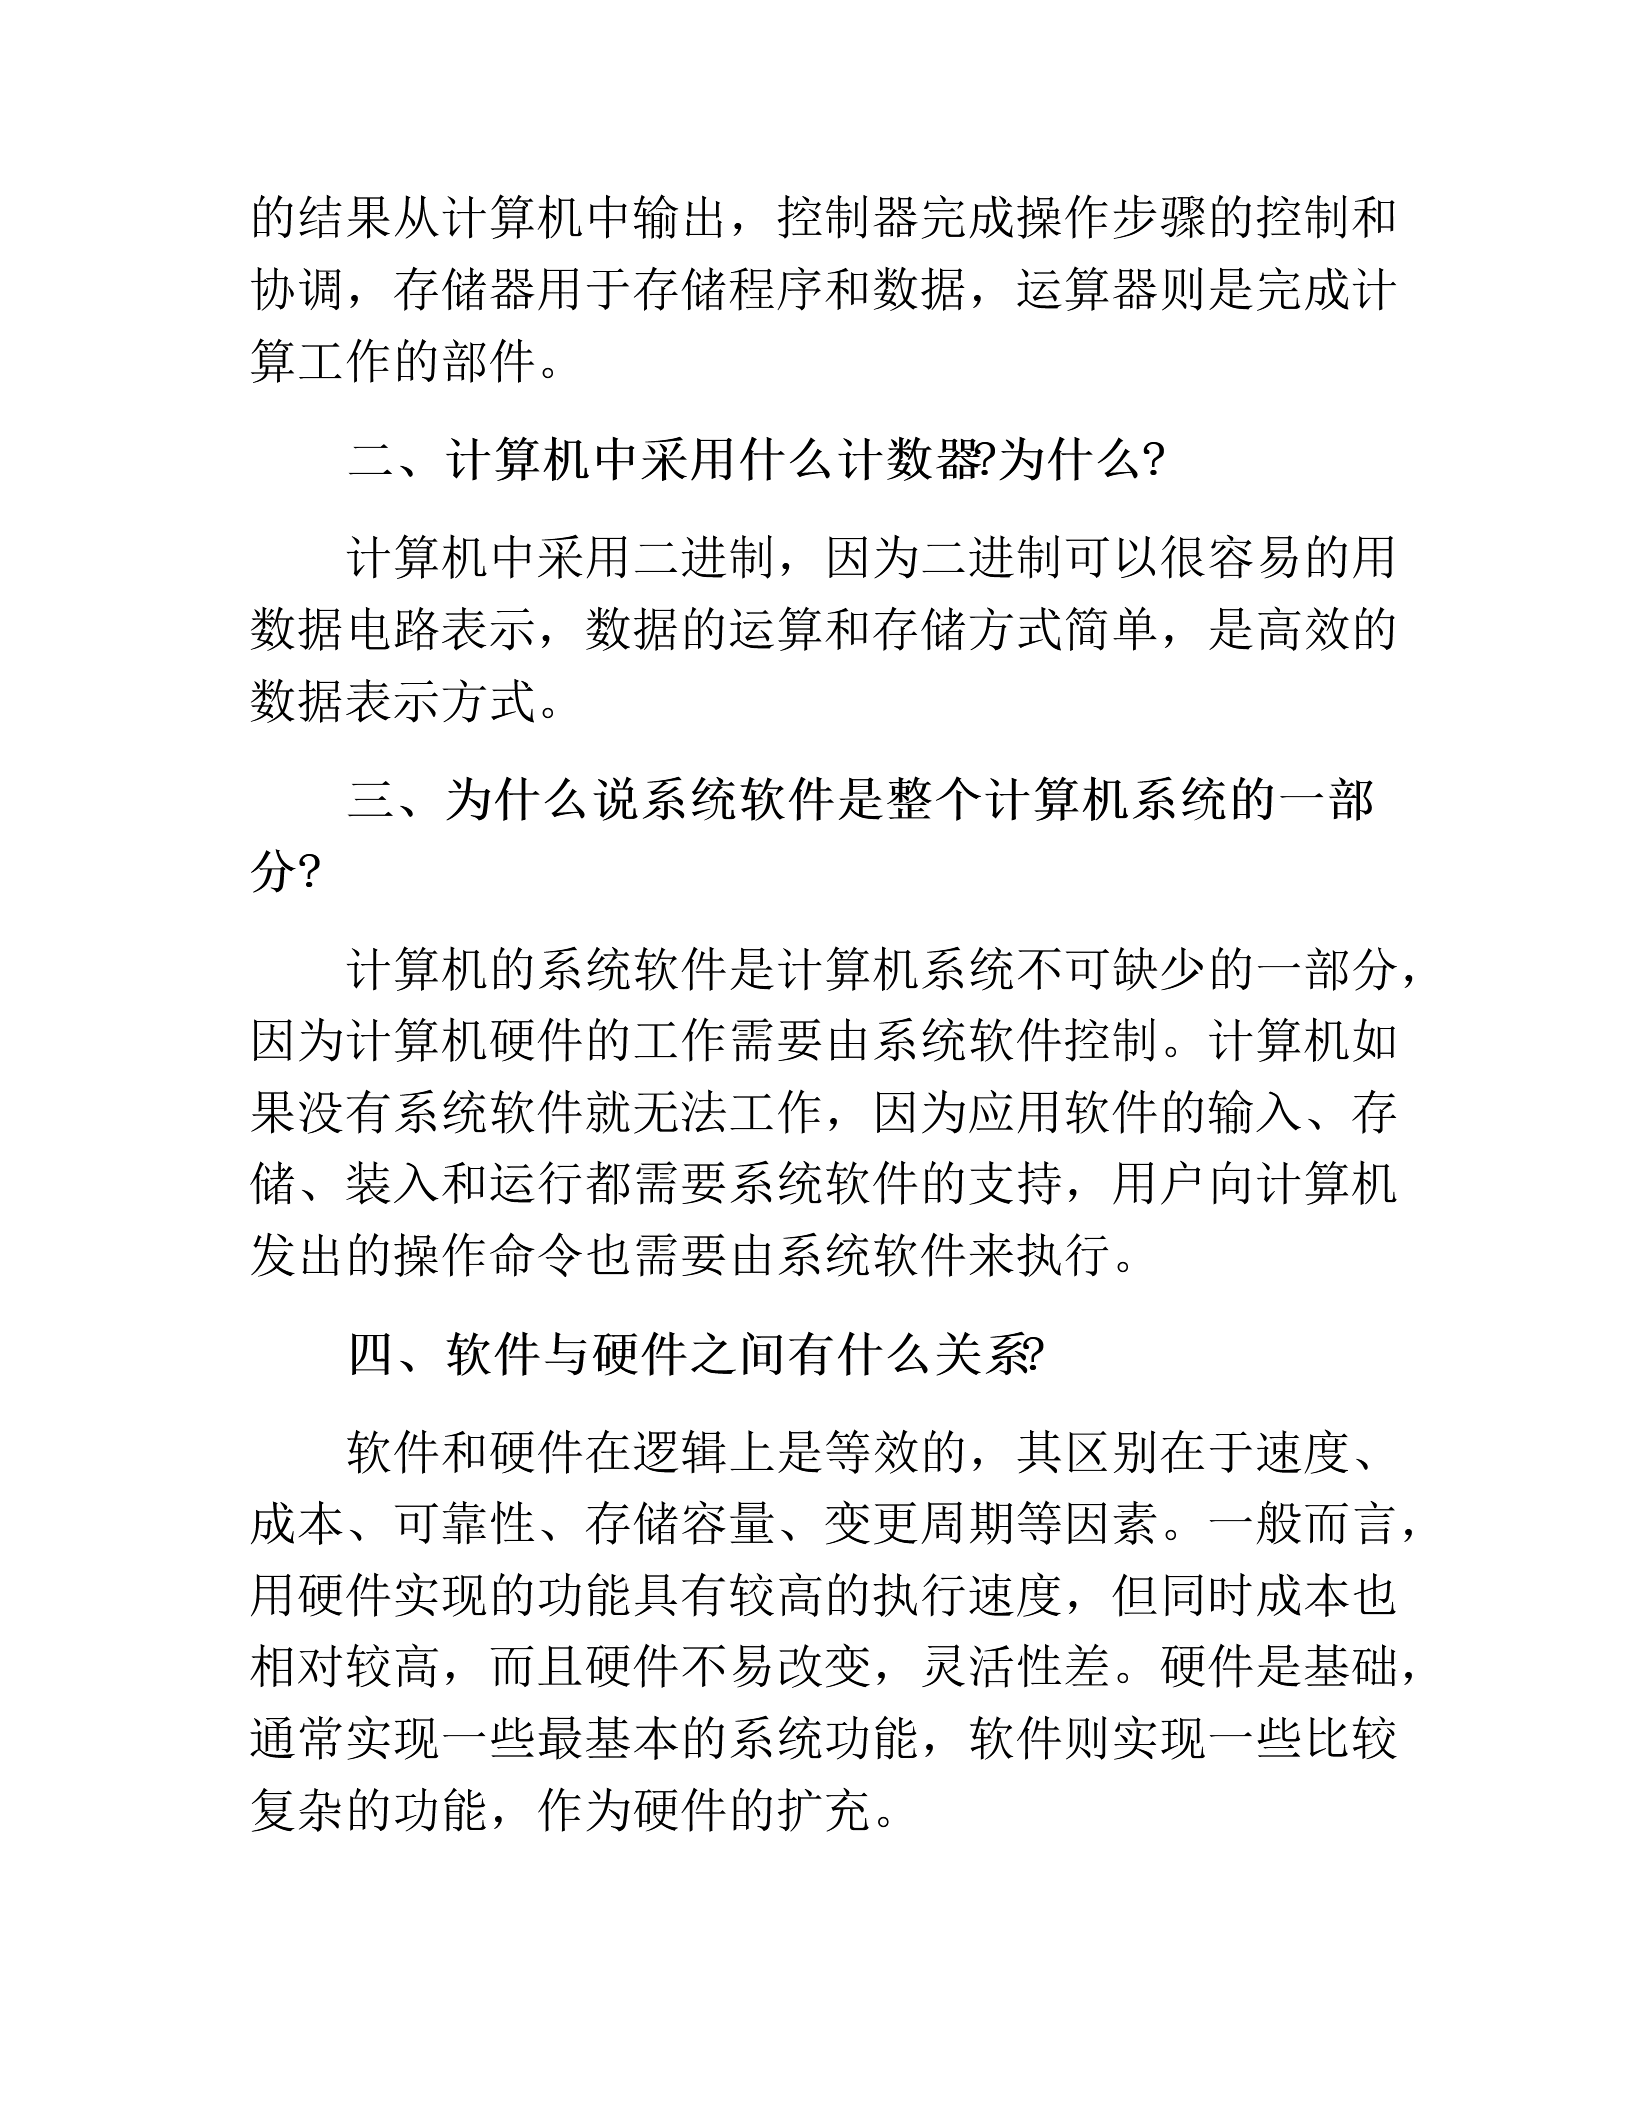 的结果从计算机中输出，控制器完成操作步骤的控制和
协调，存储器用于存储程序和数据，运算器则是完成计
算工作的部件。
二、计算机中采用什么计数器?为什么?
计算机中采用二进制，因为二进制可以很容易的用
数据电路表示，数据的运算和存储方式简单，是高效的
数据表示方式。
三、为什么说系统软件是整个计算机系统的一部
分?
计算机的系统软件是计算机系统不可缺少的一部分，
因为计算机硬件的工作需要由系统软件控制。计算机如
果没有系统软件就无法工作，因为应用软件的输入、存
储、装入和运行都需要系统软件的支持，用户向计算机
发出的操作命令也需要由系统软件来执行。
四、软件与硬件之间有什么关系?
软件和硬件在逻辑上是等效的，其区别在于速度、
成本、可靠性、存储容量、变更周期等因素。一般而言，
用硬件实现的功能具有较高的执行速度，但同时成本也
相对较高，而且硬件不易改变，灵活性差。硬件是基础，
通常实现一些最基本的系统功能，软件则实现一些比较
复杂的功能，作为硬件的扩充。